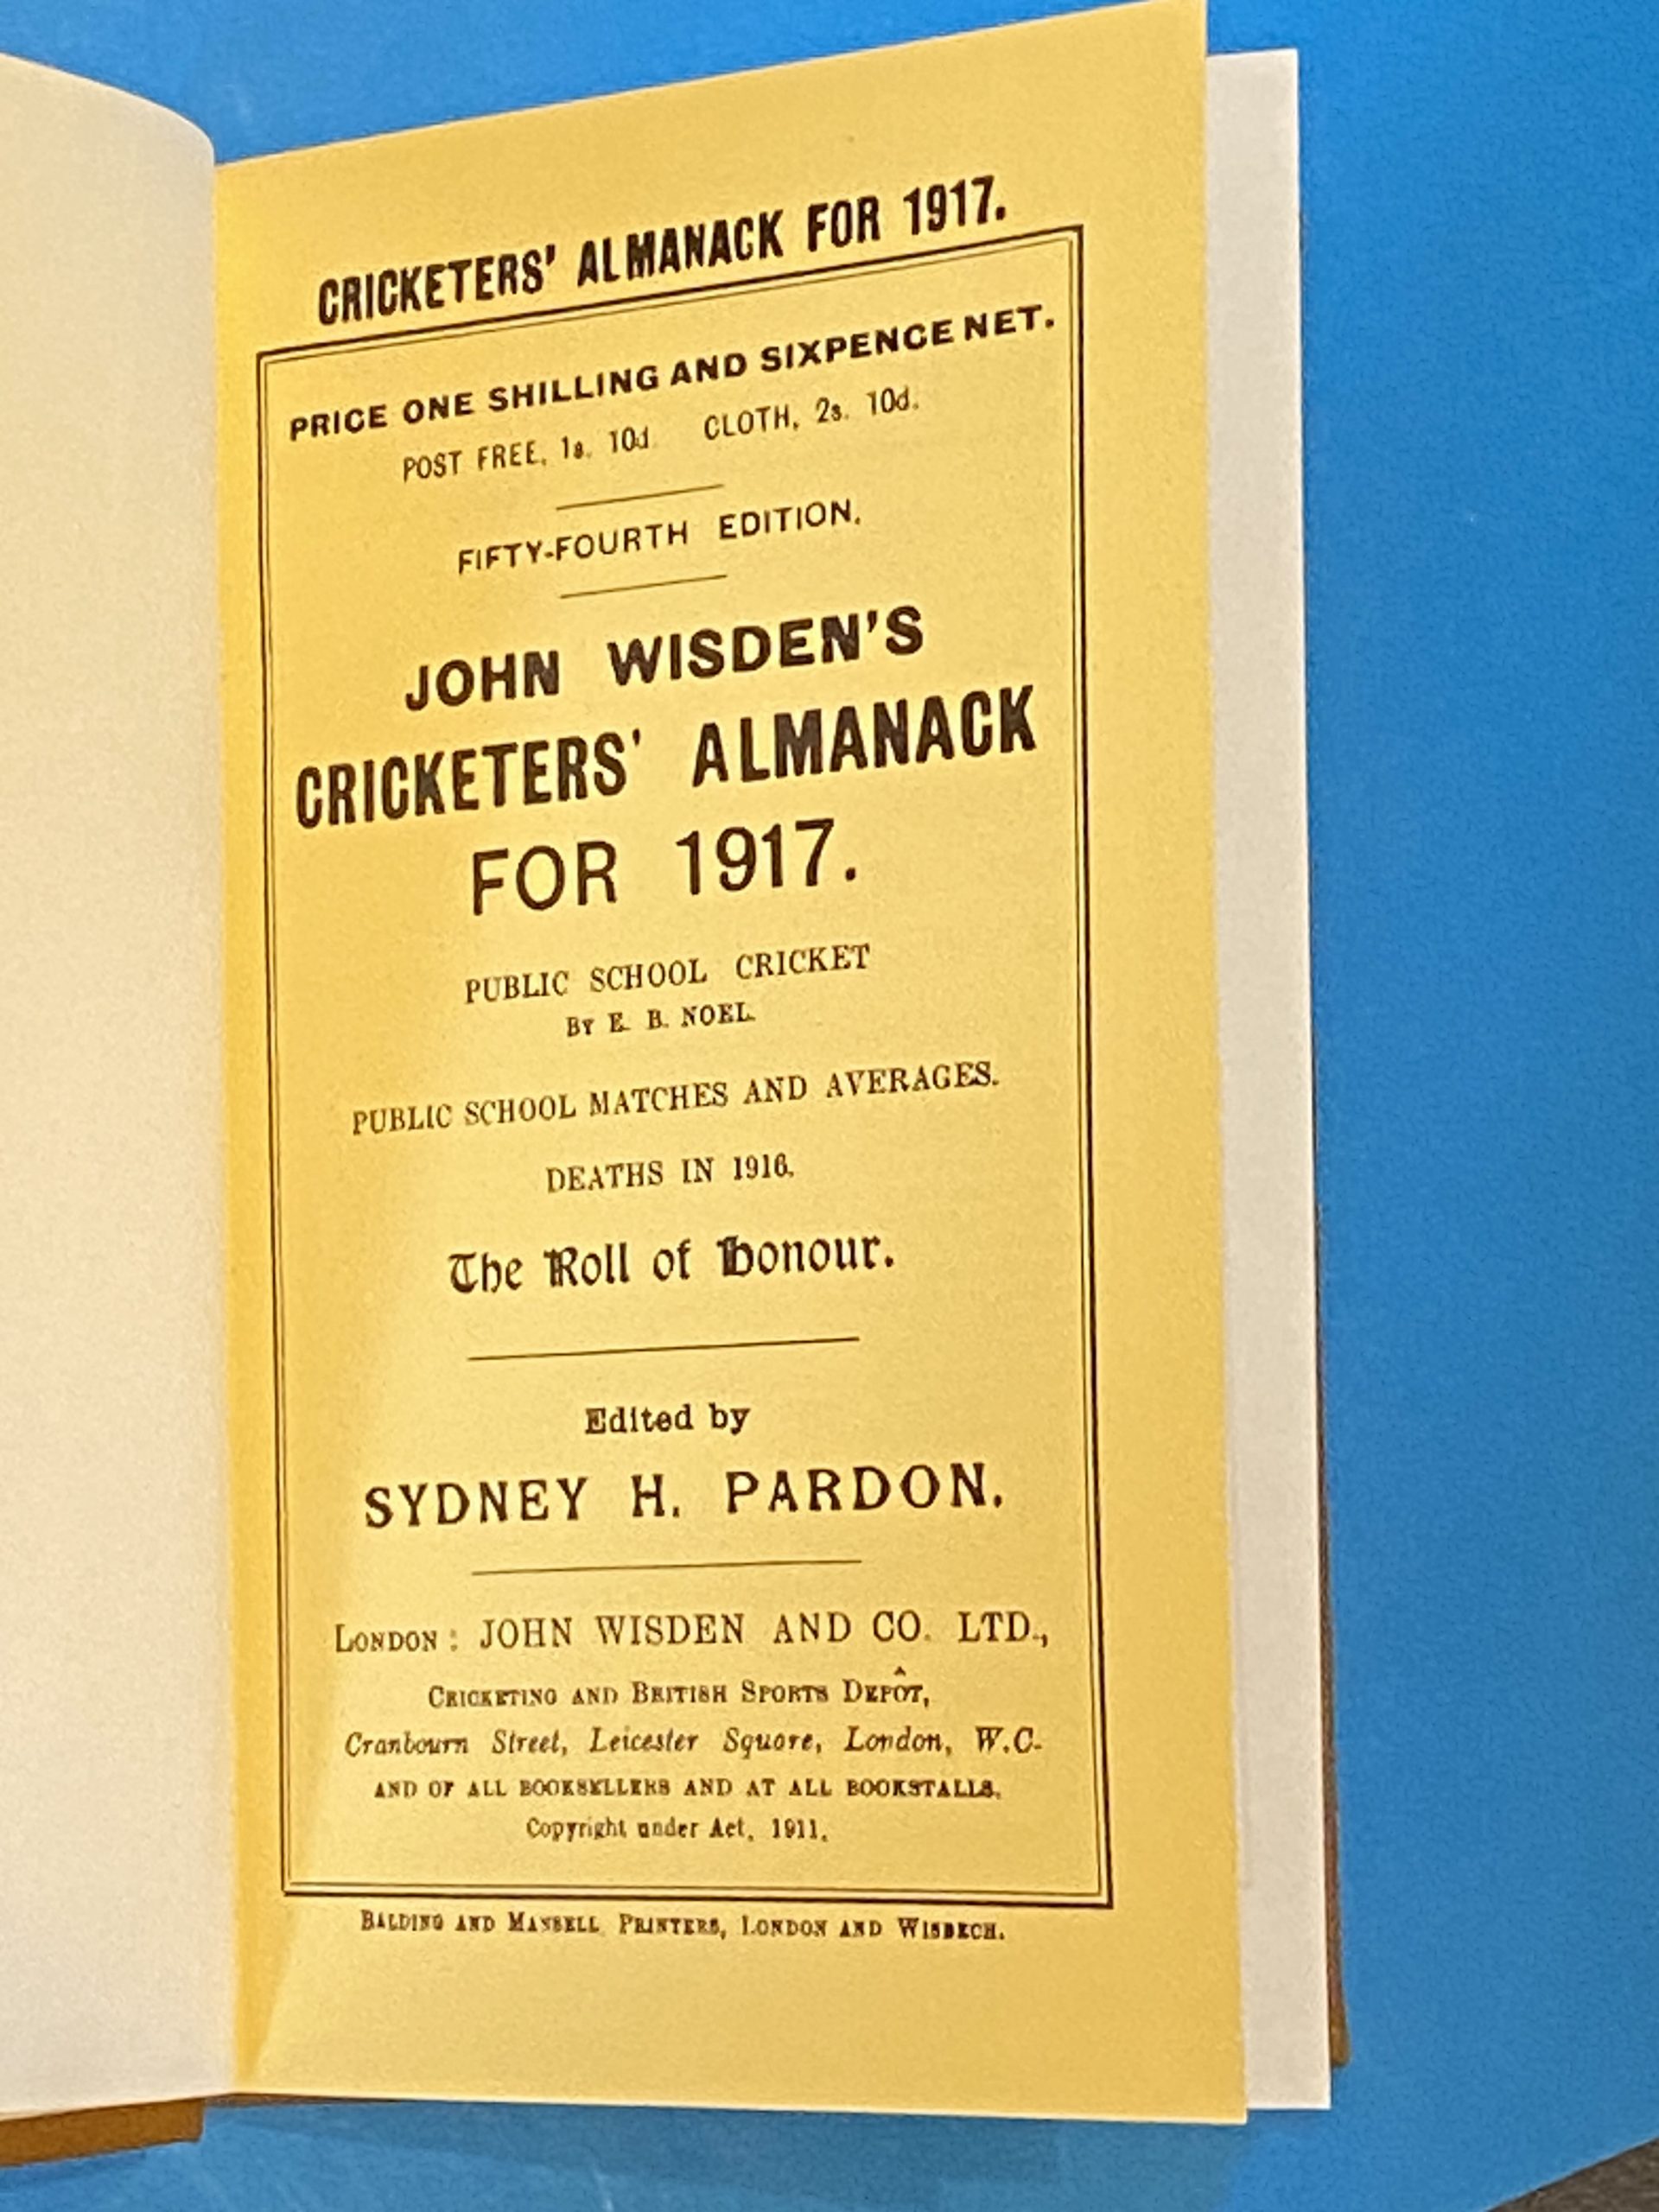 CRICKETERS' ALMANACK FOR 1917.
PRICE ONE SHILLING AND SIXPENCE NET.
POST FREE, 1s. 10d. CLOTH, 2s. 10d.
FIFTY-FOURTH EDITION.
JOHN WISDEN'S
CRICKETERS' ALMANACK
FOR 1917.
PUBLIC SCHOOL CRICKET
BY E. B. NOEL.
PUBLIC SCHOOL MATCHES AND AVERAGES.
DEATHS IN 1916.
The Roll of Honour.
Edited by
SYDNEY H. PARDON.
LONDON: JOHN WISDEN AND CO. LTD.,
CRICKETING AND BRITISH SPORTS DEPÔT,
Cranbourn Street, Leicester Square, London, W.C.
AND OF ALL BOOKSELLERS AND AT ALL BOOKSTALLS.
Copyright under Act, 1911.
BALDING AND MANSELL, PRINTERS, LONDON AND WISBECH.